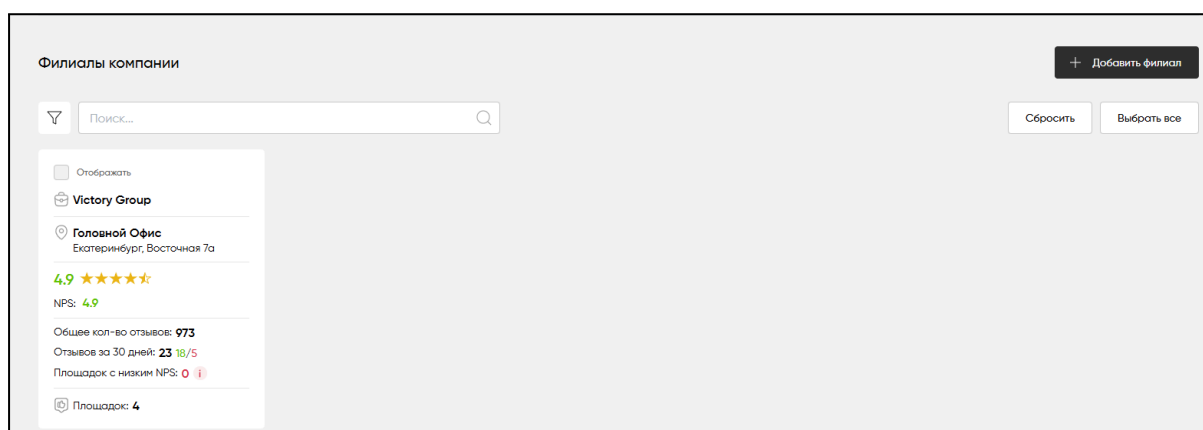 Филиалы компании
Добавить филиал
Поиск...
Сбросить
Выбрать все
Отображать
Victory Group
Головной Офис
Екатеринбург, Восточная 7а
4.9
NPS: 4.9
Общее кол-во отзывов: 973
Отзывов за 30 дней: 23 18/5
Площадок с низким NPS: 0 i
Площадок: 4